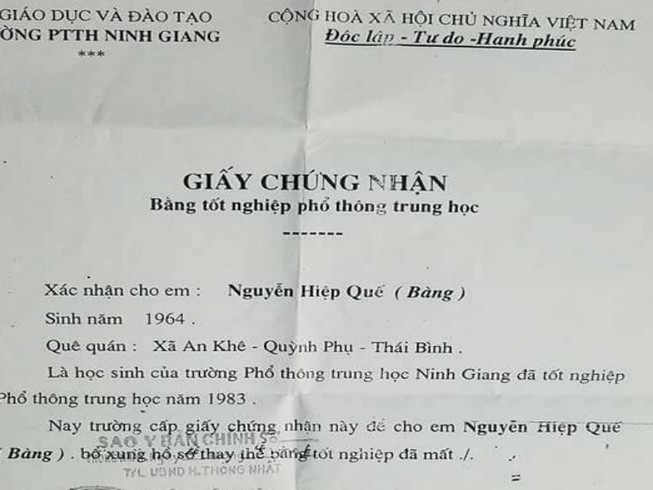 GIÁO DỤC VÀ ĐÀO TẠO
CỘNG HOÀ XÃ HỘI CHỦ NGHĨA VIỆT NAM
ỜNG PTTH NINH GIANG
Độc lập - Tự do -Hạnh phúc
***
GIẤY CHỨNG NHẬN
Bằng tốt nghiệp phổ thông trung học
-------
Xác nhận cho em : Nguyễn Hiệp Quế ( Bàng )
Sinh năm 1964 .
Quê quán : Xã An Khê - Quỳnh Phụ - Thái Bình .
Là học sinh của trường Phổ thông trung học Ninh Giang đã tốt nghiệp
Phổ thông trung học năm 1983 .
Nay trường cấp giấy chứng nhận này để cho em Nguyễn Hiệp Quế
( Bàng ) . bổ xung hồ sơ thay thế bằng tốt nghiệp đã mất ./.
SAO Y BẢN CHÍNH Số
T/L UBND H.THỐNG NHẤT